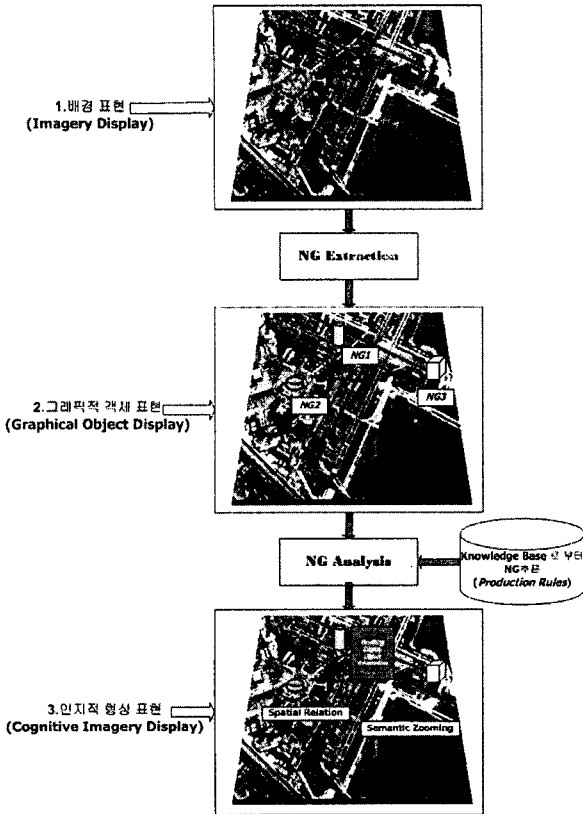 1.배경 표현
(Imagery Display)
NG Extraction
NG1
NG2
NG3
2.그래픽적 객체 표현
(Graphical Object Display)
NG Analysis
Knowledge Base 로 부터
NG추론
(Production Rules)
3.인지적 형상 표현
(Cognitive Imagery Display)
Spatial Relation
Semantic Zooming